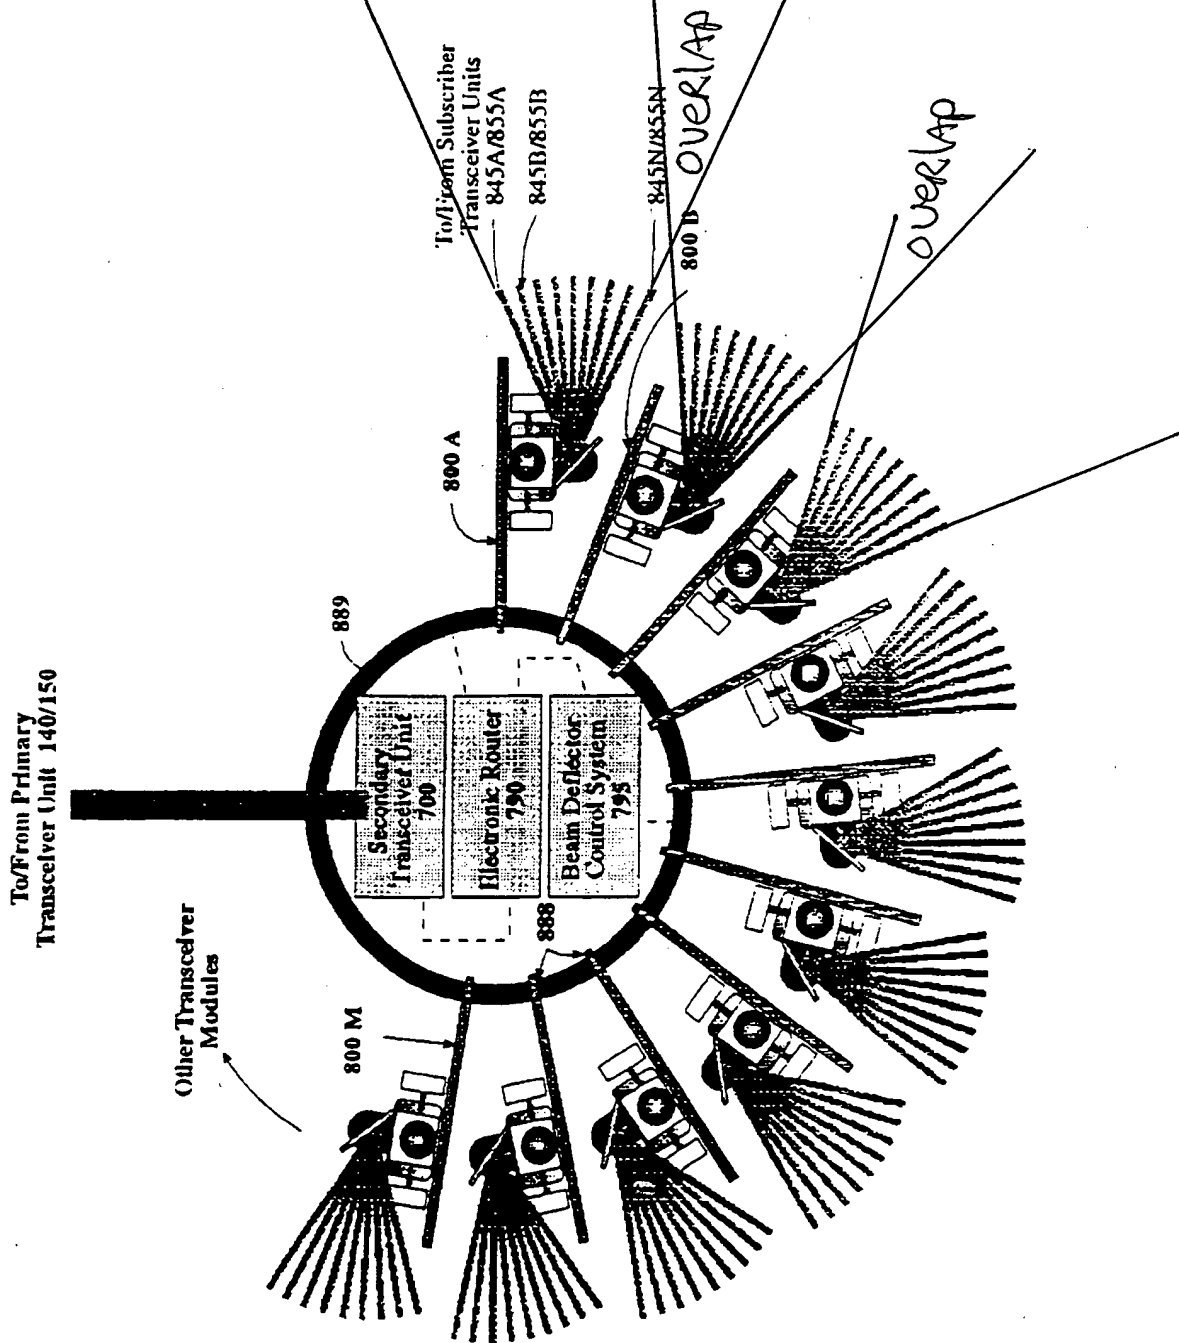 To/From Primary
Transceiver Unit 140/150
Other Transceiver
Modules
800 M
889
800 A
To/From Subscriber
Transceiver Units
845A/855A
845B/855B
845N/855N
800 B
OVERLAP
OVERLAP
Secondary
Transceiver Unit
700
Electronic Router
790
Beam Deflector
Control System
795
888